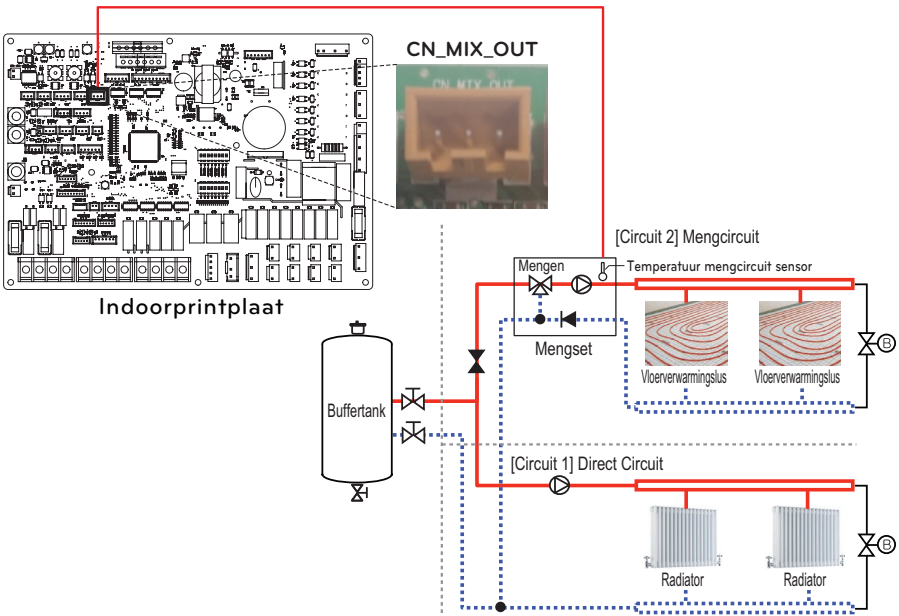 CN_MIX_OUT
CN_MIX_OUT
Indoorprintplaat
[Circuit 2] Mengcircuit
Mengen
Temperatuur mengcircuit sensor
Mengset
Vloerverwarmingslus
Vloerverwarmingslus
B
Buffertank
[Circuit 1] Direct Circuit
Radiator
Radiator
B